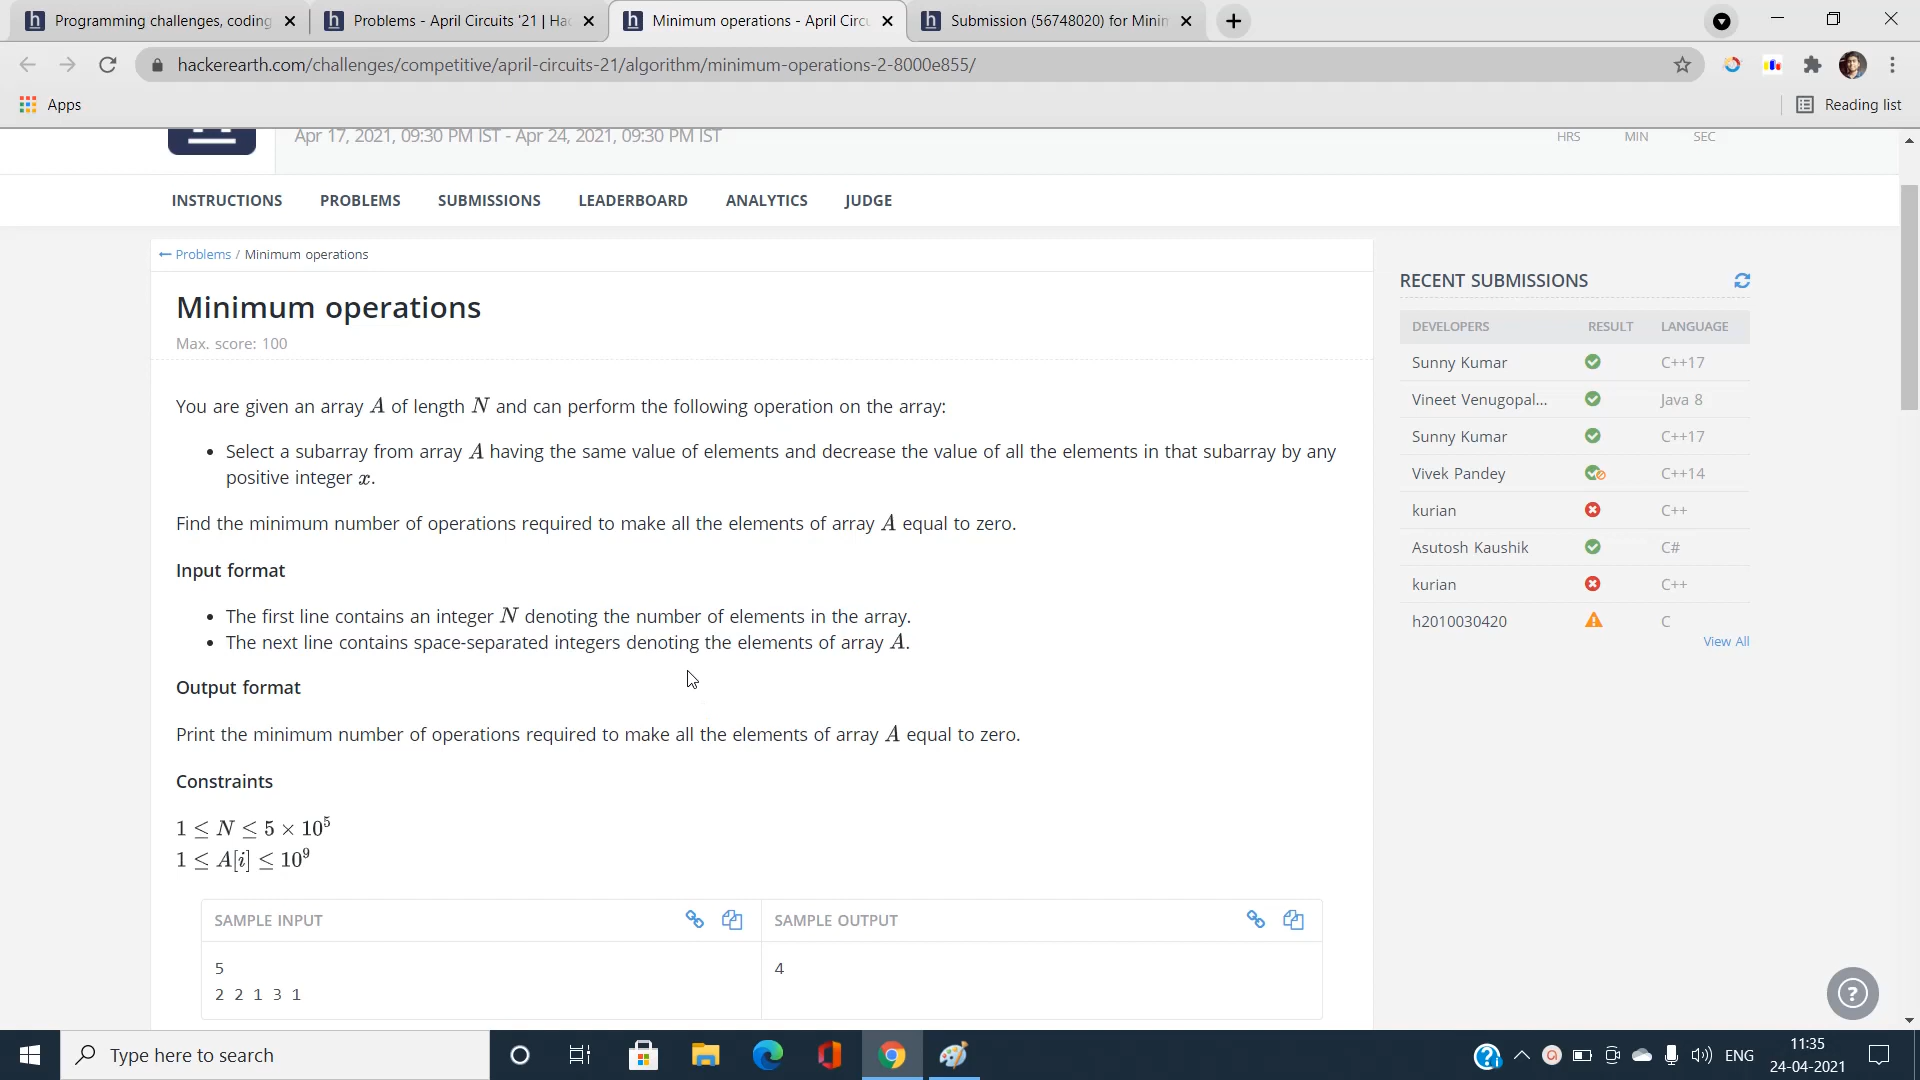 Programming challenges, coding
Problems - April Circuits '21 | Ha
Minimum operations - April Circu
Submission (56748020) for Minin
hackerearth.com/challenges/competitive/april-circuits-21/algorithm/minimum-operations-2-8000e855/
Apps
Reading list
Apr 17, 2021, 09:30 PM IST - Apr 24, 2021, 09:30 PM IST
HRS MIN SEC
INSTRUCTIONS PROBLEMS SUBMISSIONS LEADERBOARD ANALYTICS JUDGE
← Problems / Minimum operations
Minimum operations
Max. score: 100
You are given an array A of length N and can perform the following operation on the array:
• Select a subarray from array A having the same value of elements and decrease the value of all the elements in that subarray by any
positive integer x.
Find the minimum number of operations required to make all the elements of array A equal to zero.
Input format
• The first line contains an integer N denoting the number of elements in the array.
• The next line contains space-separated integers denoting the elements of array A.
Output format
Print the minimum number of operations required to make all the elements of array A equal to zero.
Constraints
1 ≤ N ≤ 5 × 10⁵
1 ≤ A[i] ≤ 10⁹
SAMPLE INPUT
5
2 2 1 3 1
SAMPLE OUTPUT
4
RECENT SUBMISSIONS
DEVELOPERS RESULT LANGUAGE
Sunny Kumar C++17
Vineet Venugopal... Java 8
Sunny Kumar C++17
Vivek Pandey C++14
kurian C++
Asutosh Kaushik C#
kurian C++
h2010030420 C
View All
Type here to search
ENG
11:35
24-04-2021